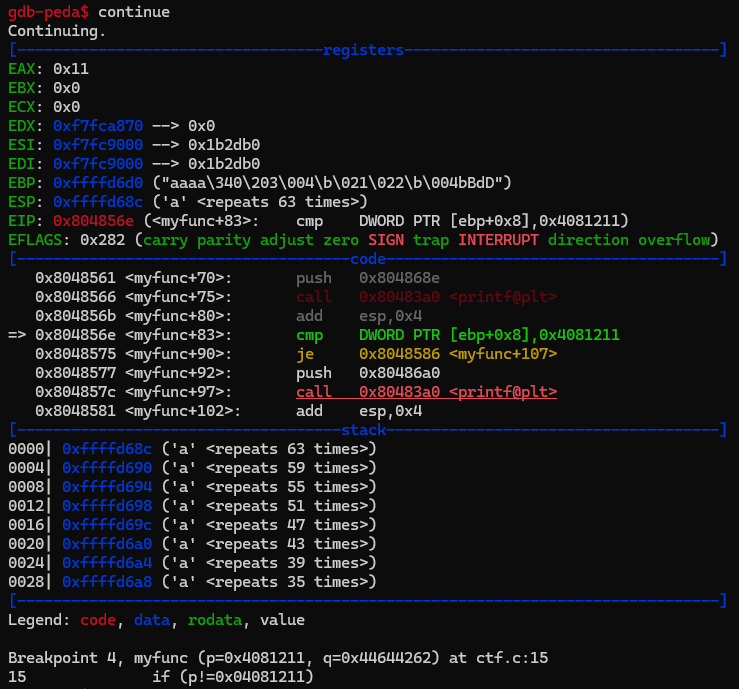 gdb-peda$ continue
Continuing.
[----------------------------------registers-----------------------------------]
EAX: 0x11
EBX: 0x0
ECX: 0x0
EDX: 0xf7fca870 --> 0x0
ESI: 0xf7fc9000 --> 0x1b2db0
EDI: 0xf7fc9000 --> 0x1b2db0
EBP: 0xffffd6d0 ("aaaa\340\203\004\b\021\022\b\004bBdD")
ESP: 0xffffd68c ('a' <repeats 63 times>)
EIP: 0x804856e (<myfunc+83>:    cmp    DWORD PTR [ebp+0x8],0x4081211)
EFLAGS: 0x282 (carry parity adjust zero SIGN trap INTERRUPT direction overflow)
[-------------------------------------code-------------------------------------]
   0x8048561 <myfunc+70>:       push   0x804868e
   0x8048566 <myfunc+75>:       call   0x80483a0 <printf@plt>
   0x804856b <myfunc+80>:       add    esp,0x4
=> 0x804856e <myfunc+83>:       cmp    DWORD PTR [ebp+0x8],0x4081211
   0x8048575 <myfunc+90>:       je     0x8048586 <myfunc+107>
   0x8048577 <myfunc+92>:       push   0x80486a0
   0x804857c <myfunc+97>:       call   0x80483a0 <printf@plt>
   0x8048581 <myfunc+102>:      add    esp,0x4
[------------------------------------stack-------------------------------------]
0000| 0xffffd68c ('a' <repeats 63 times>)
0004| 0xffffd690 ('a' <repeats 59 times>)
0008| 0xffffd694 ('a' <repeats 55 times>)
0012| 0xffffd698 ('a' <repeats 51 times>)
0016| 0xffffd69c ('a' <repeats 47 times>)
0020| 0xffffd6a0 ('a' <repeats 43 times>)
0024| 0xffffd6a4 ('a' <repeats 39 times>)
0028| 0xffffd6a8 ('a' <repeats 35 times>)
[------------------------------------------------------------------------------]
Legend: code, data, rodata, value

Breakpoint 4, myfunc (p=0x4081211, q=0x44644262) at ctf.c:15
15              if (p!=0x04081211)